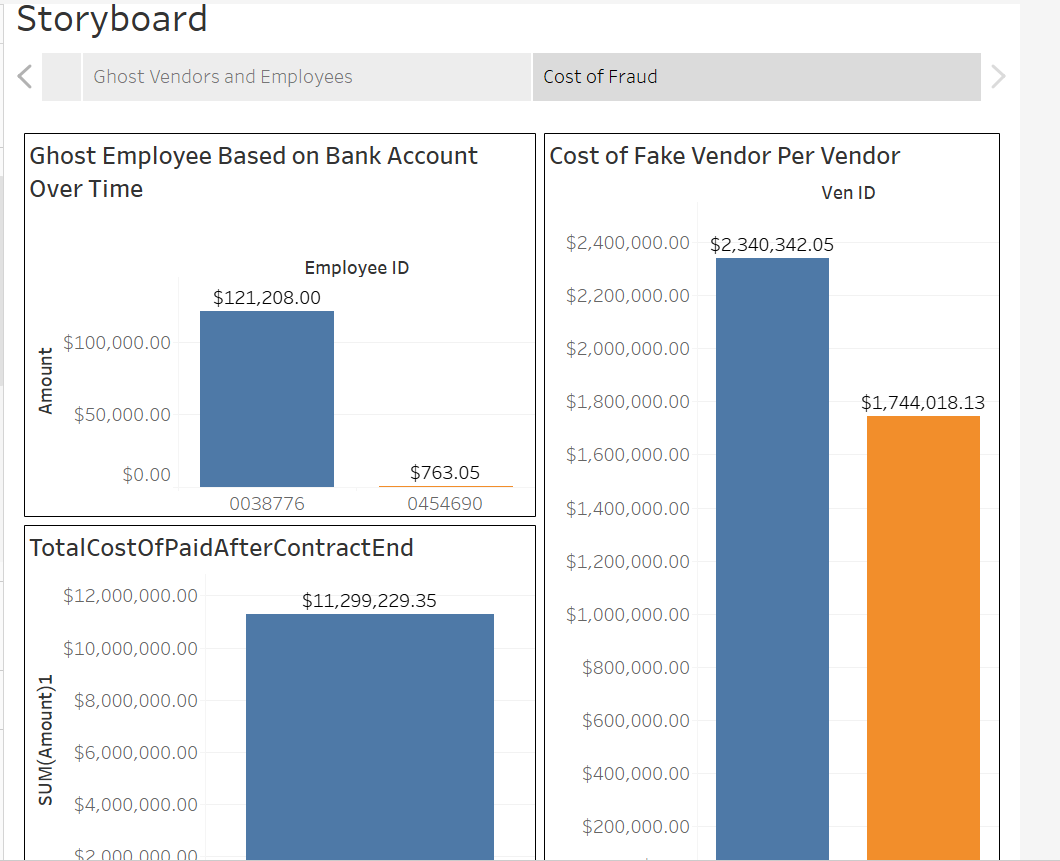 Storyboard
Ghost Vendors and Employees
Cost of Fraud
Ghost Employee Based on Bank Account
Over Time
Employee ID
$121,208.00
$100,000.00
Amount
$50,000.00
$0.00
$763.05
0038776
0454690
TotalCostOfPaidAfterContractEnd
$12,000,000.00
$11,299,229.35
$10,000,000.00
$8,000,000.00
SUM(Amount)1
$6,000,000.00
$4,000,000.00
$2,000,000.00
Cost of Fake Vendor Per Vendor
Ven ID
$2,400,000.00
$2,340,342.05
$2,200,000.00
$2,000,000.00
$1,800,000.00
$1,744,018.13
$1,600,000.00
$1,400,000.00
$1,200,000.00
$1,000,000.00
$800,000.00
$600,000.00
$400,000.00
$200,000.00